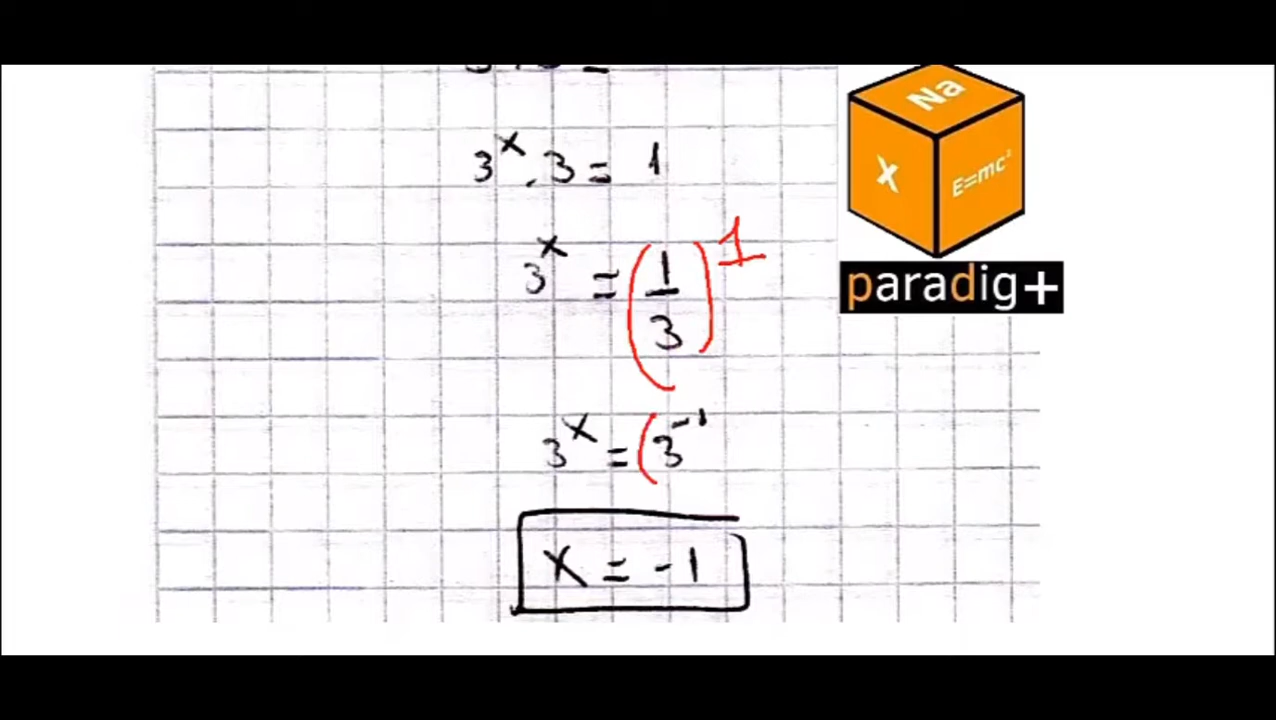 3^x . 3 = 1
3^x = (1/3)^1
3^x = (3^-1
x = -1
Na
X
E=mc²
paradig+